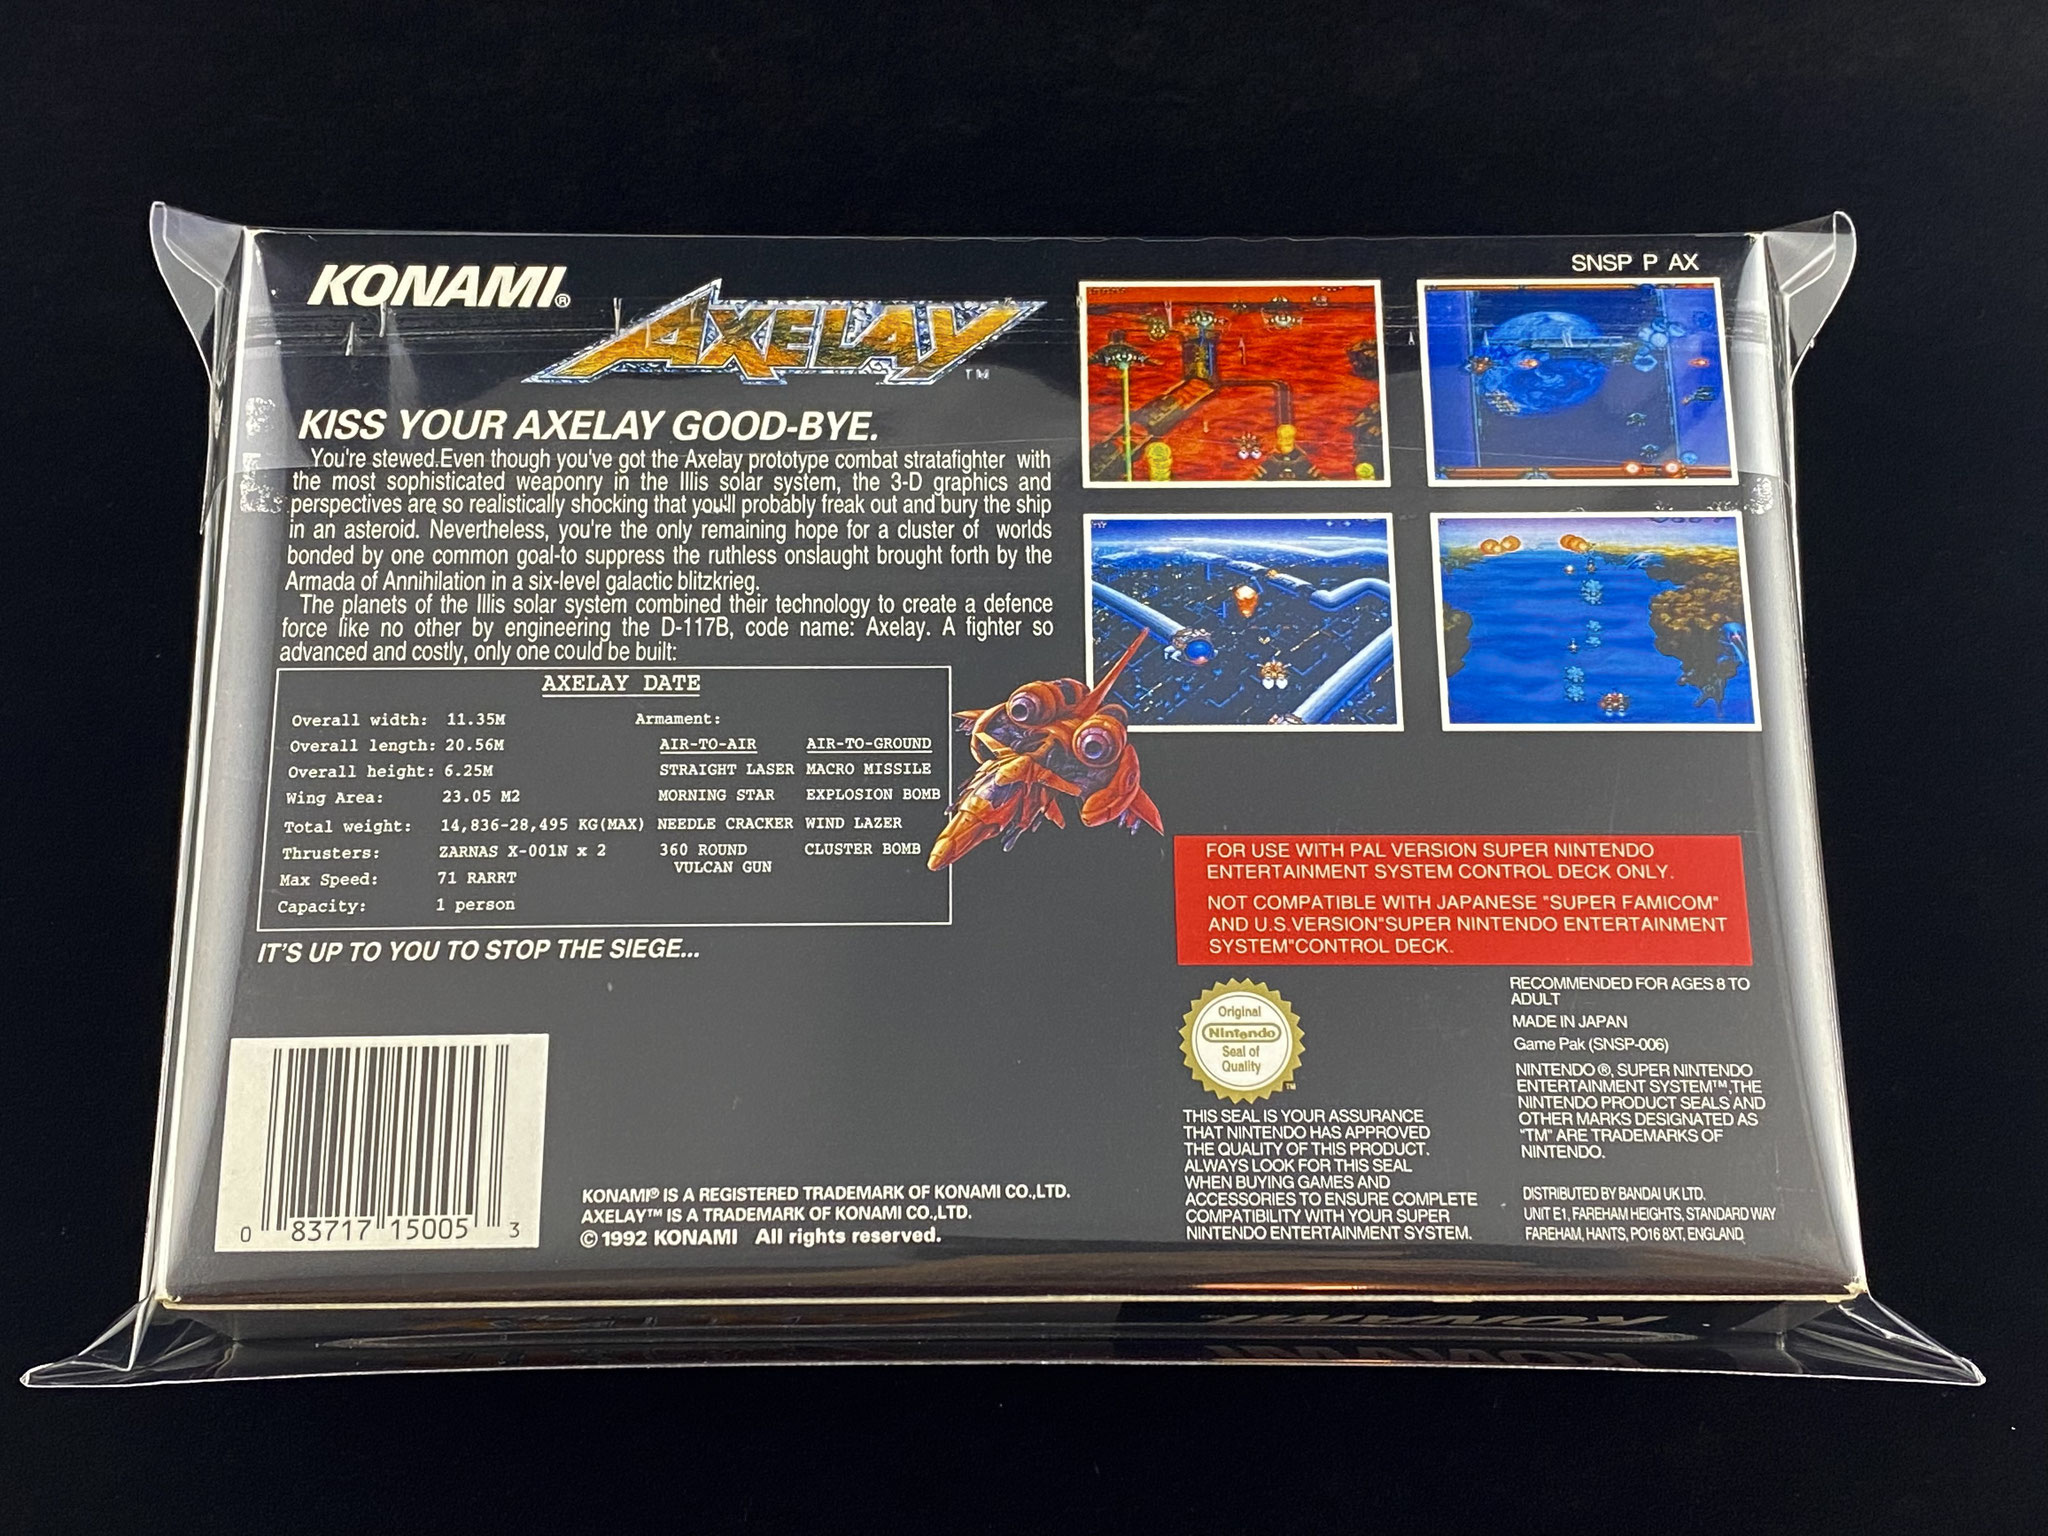 SNSP P AX
KONAMI®
AXELAY
TM
KISS YOUR AXELAY GOOD-BYE.
You're stewed.Even though you've got the Axelay prototype combat stratafighter with
the most sophisticated weaponry in the Illis solar system, the 3-D graphics and
perspectives are so realistically shocking that you'll probably freak out and bury the ship
in an asteroid. Nevertheless, you're the only remaining hope for a cluster of worlds
bonded by one common goal-to suppress the ruthless onslaught brought forth by the
Armada of Annihilation in a six-level galactic blitzkrieg.
The planets of the Illis solar system combined their technology to create a defence
force like no other by engineering the D-117B, code name: Axelay. A fighter so
advanced and costly, only one could be built:
AXELAY DATE
Overall width: 11.35M
Overall length: 20.56M
Overall height: 6.25M
Wing Area: 23.05 M2
Total weight: 14,836-28,495 KG(MAX)
Thrusters: ZARNAS X-001N x 2
Max Speed: 71 RARRT
Capacity: 1 person
Armament:
AIR-TO-AIR
STRAIGHT LASER
MORNING STAR
NEEDLE CRACKER
360 ROUND
VULCAN GUN
AIR-TO-GROUND
MACRO MISSILE
EXPLOSION BOMB
WIND LAZER
CLUSTER BOMB
IT'S UP TO YOU TO STOP THE SIEGE...
FOR USE WITH PAL VERSION SUPER NINTENDO
ENTERTAINMENT SYSTEM CONTROL DECK ONLY.
NOT COMPATIBLE WITH JAPANESE "SUPER FAMICOM"
AND U.S.VERSION"SUPER NINTENDO ENTERTAINMENT
SYSTEM"CONTROL DECK.
Original
Nintendo
Seal of
Quality
TM
THIS SEAL IS YOUR ASSURANCE
THAT NINTENDO HAS APPROVED
THE QUALITY OF THIS PRODUCT.
ALWAYS LOOK FOR THIS SEAL
WHEN BUYING GAMES AND
ACCESSORIES TO ENSURE COMPLETE
COMPATIBILITY WITH YOUR SUPER
NINTENDO ENTERTAINMENT SYSTEM.
RECOMMENDED FOR AGES 8 TO
ADULT
MADE IN JAPAN
Game Pak (SNSP-006)
NINTENDO ®, SUPER NINTENDO
ENTERTAINMENT SYSTEM™,THE
NINTENDO PRODUCT SEALS AND
OTHER MARKS DESIGNATED AS
"TM" ARE TRADEMARKS OF
NINTENDO.
DISTRIBUTED BY BANDAI UK LTD.
UNIT E1, FAREHAM HEIGHTS, STANDARD WAY
FAREHAM, HANTS, PO16 8XT, ENGLAND
0 83717 15005 3
KONAMI® IS A REGISTERED TRADEMARK OF KONAMI CO.,LTD.
AXELAY™ IS A TRADEMARK OF KONAMI CO.,LTD.
© 1992 KONAMI All rights reserved.
KONAMI